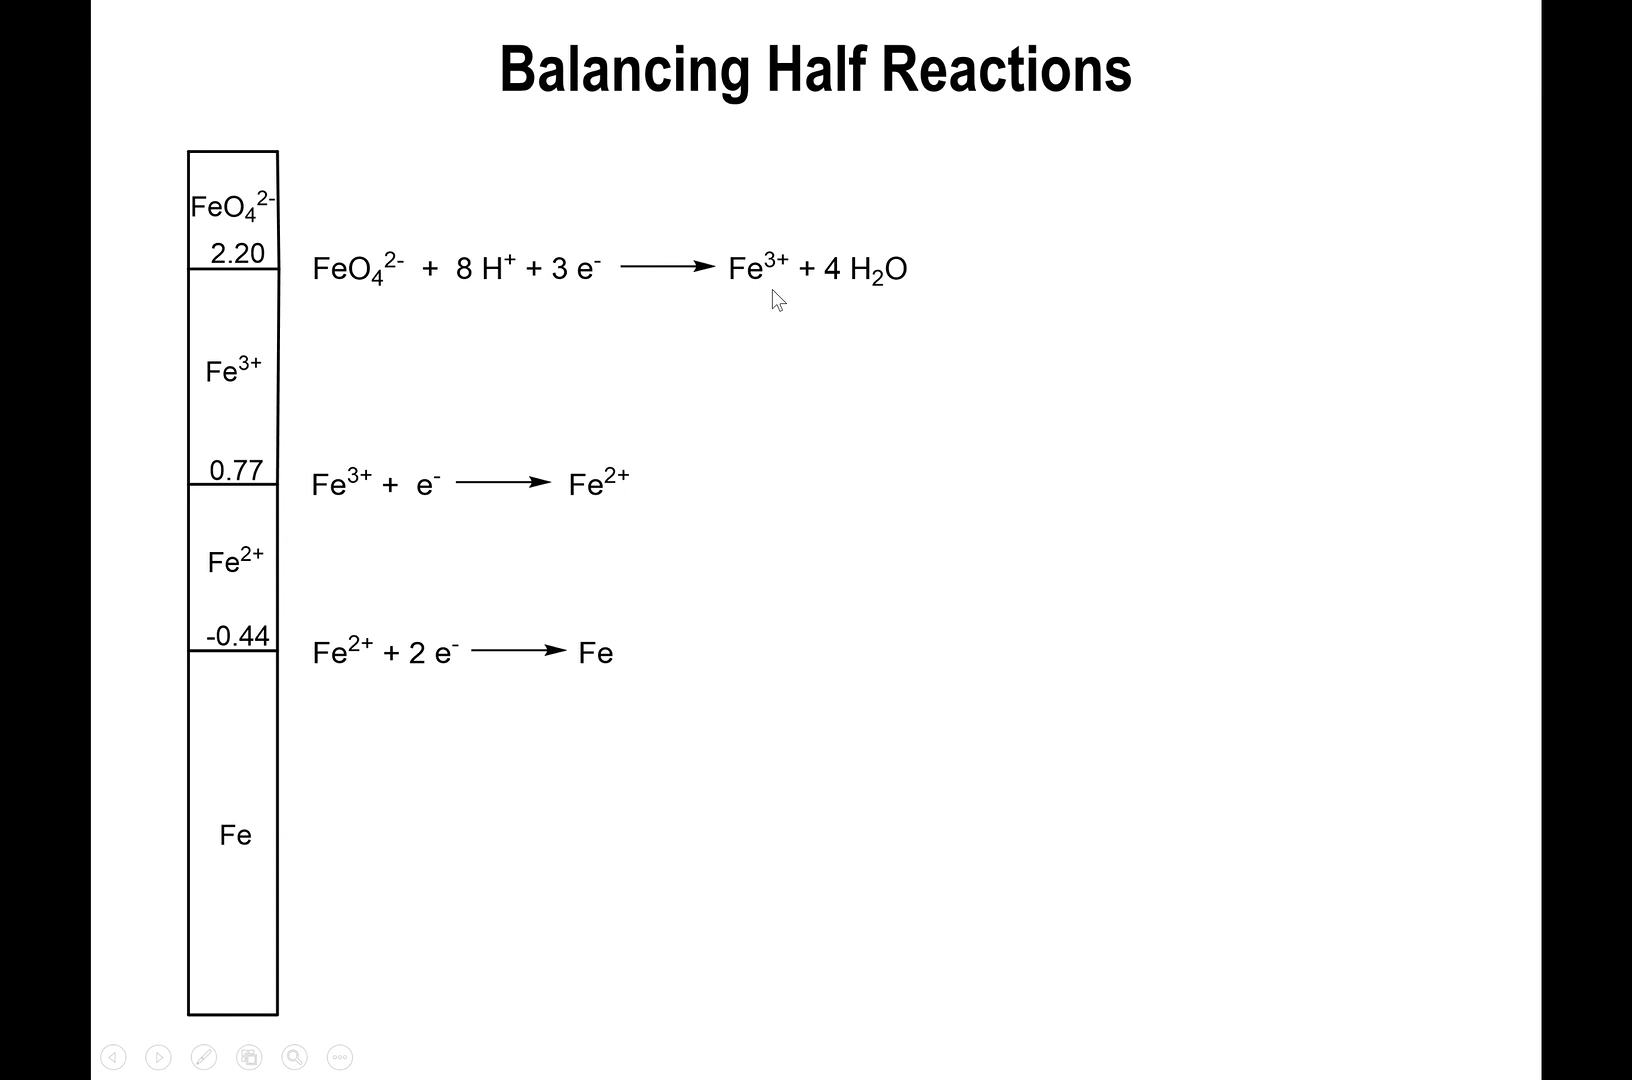 Balancing Half Reactions
FeO₄²⁻
2.20
FeO₄²⁻ + 8 H⁺ + 3 e⁻ ⟶ Fe³⁺ + 4 H₂O
Fe³⁺
0.77
Fe³⁺ + e⁻ ⟶ Fe²⁺
Fe²⁺
-0.44
Fe²⁺ + 2 e⁻ ⟶ Fe
Fe